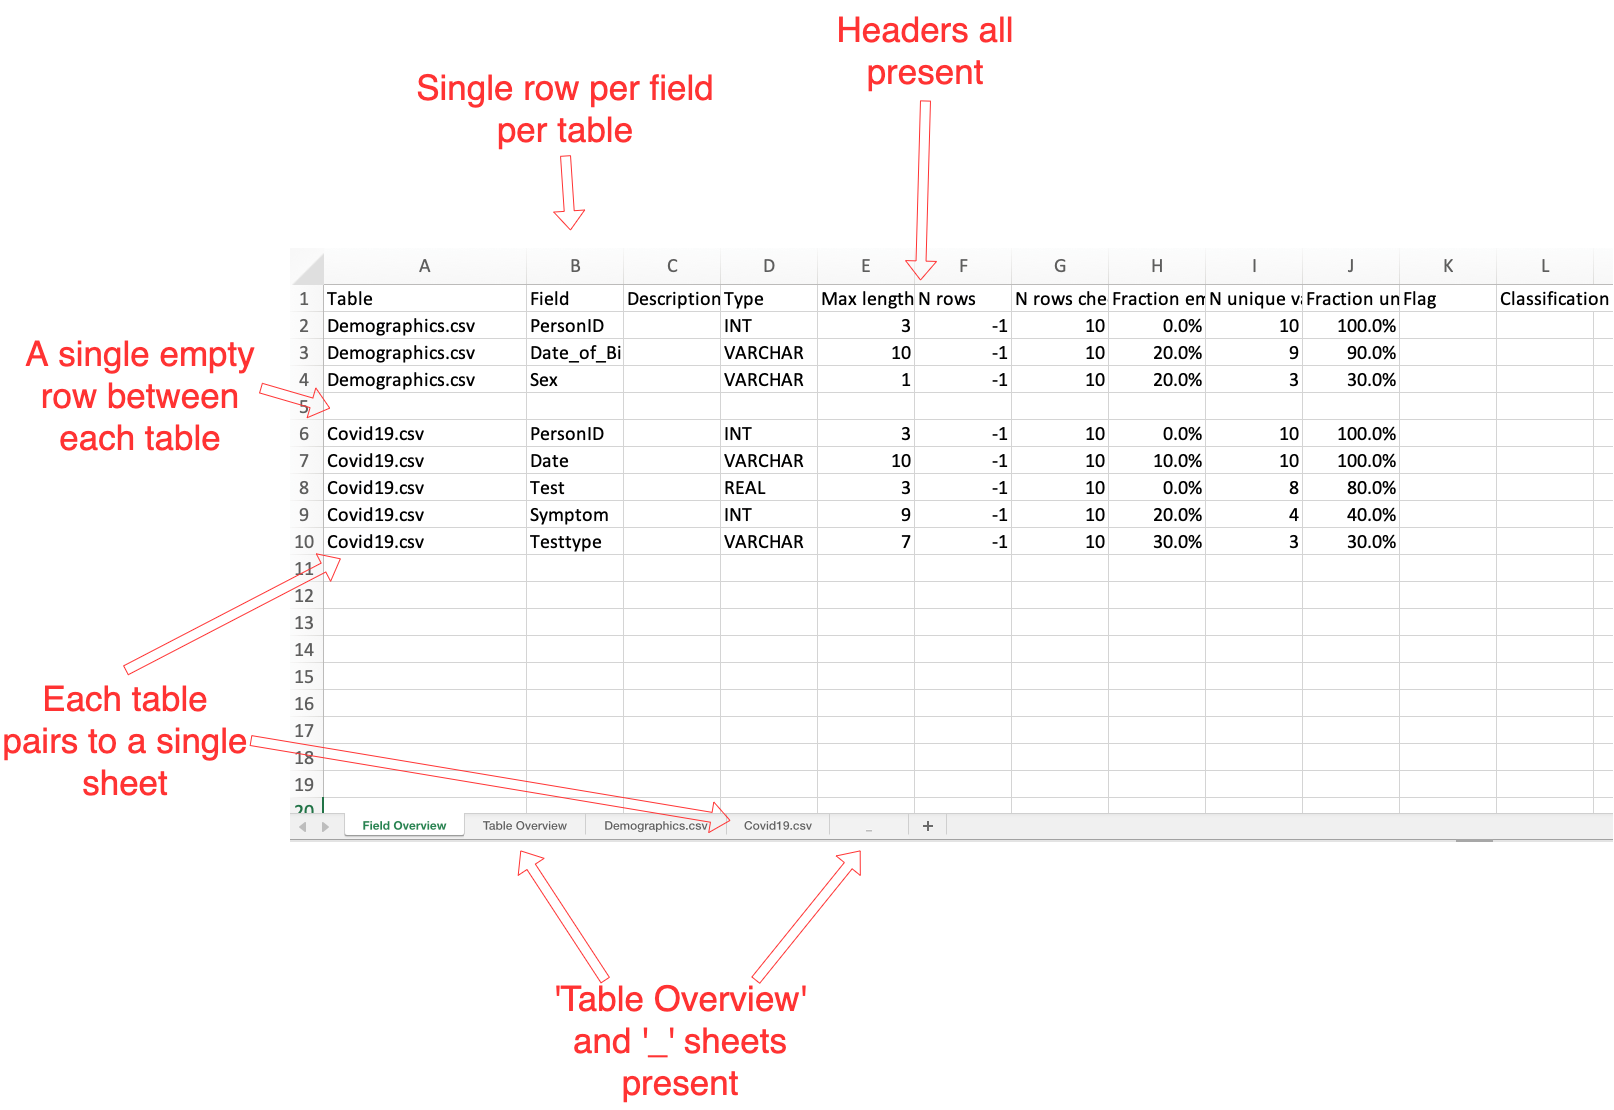 Headers all
present
Single row per field
per table
A single empty
row between
each table
Each table
pairs to a single
sheet
A B C D E F G H I J K L
1 Table Field Description Type Max length N rows N rows che Fraction em N unique va Fraction un Flag Classification
2 Demographics.csv PersonID INT 3 -1 10 0.0% 10 100.0%
3 Demographics.csv Date_of_Bi VARCHAR 10 -1 10 20.0% 9 90.0%
4 Demographics.csv Sex VARCHAR 1 -1 10 20.0% 3 30.0%
5
6 Covid19.csv PersonID INT 3 -1 10 0.0% 10 100.0%
7 Covid19.csv Date VARCHAR 10 -1 10 10.0% 10 100.0%
8 Covid19.csv Test REAL 3 -1 10 0.0% 8 80.0%
9 Covid19.csv Symptom INT 9 -1 10 20.0% 4 40.0%
10 Covid19.csv Testtype VARCHAR 7 -1 10 30.0% 3 30.0%
11
12
13
14
15
16
17
18
19
20
Field Overview Table Overview Demographics.csv Covid19.csv _ +
'Table Overview'
and '_' sheets
present